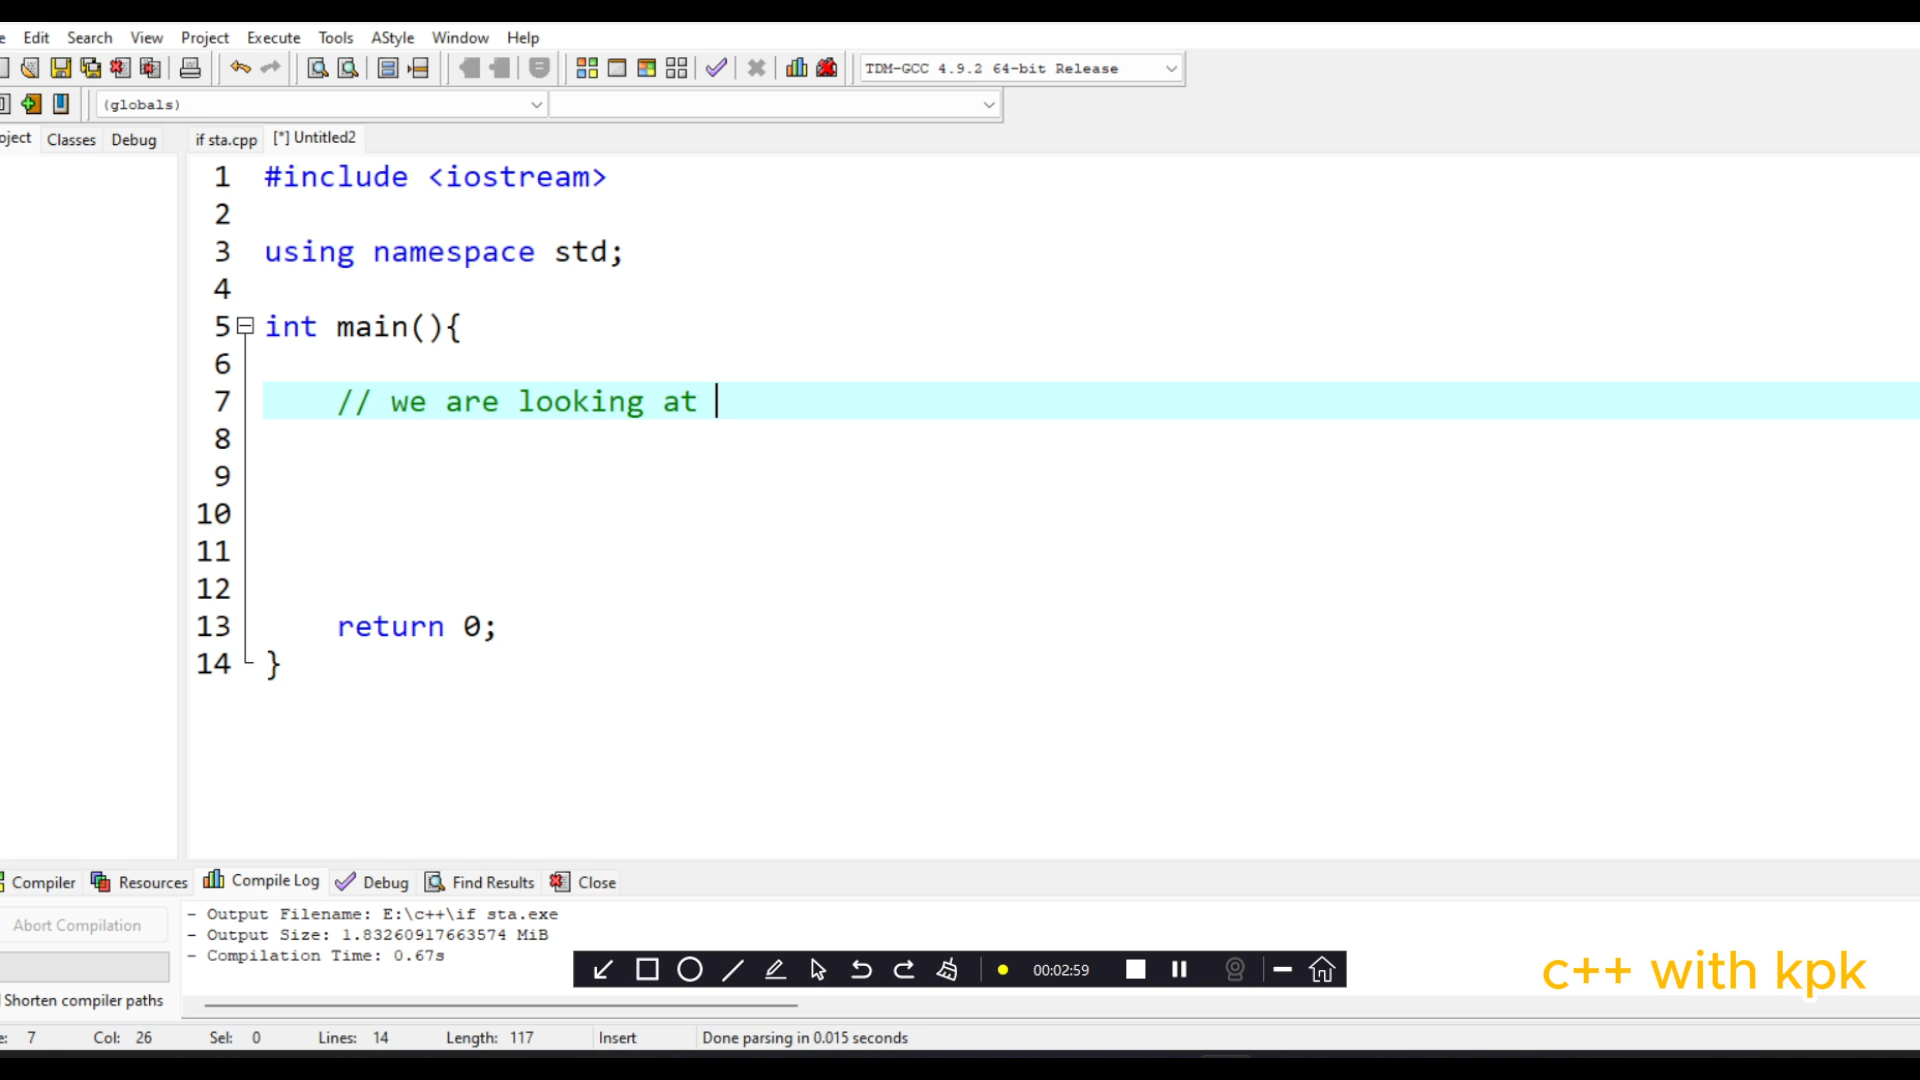 Edit Search View Project Execute Tools AStyle Window Help
TDM-GCC 4.9.2 64-bit Release
(globals)
Classes Debug if sta.cpp [*] Untitled2
1 #include <iostream>
2
3 using namespace std;
4
5 int main(){
6
7 // we are looking at
8
9
10
11
12
13 return 0;
14 }
Compiler Resources Compile Log Debug Find Results Close
Abort Compilation
- Output Filename: E:\c++\if sta.exe
- Output Size: 1.83260917663574 MiB
- Compilation Time: 0.67s
Shorten compiler paths
00:02:59
c++ with kpk
7 Col: 26 Sel: 0 Lines: 14 Length: 117 Insert Done parsing in 0.015 seconds